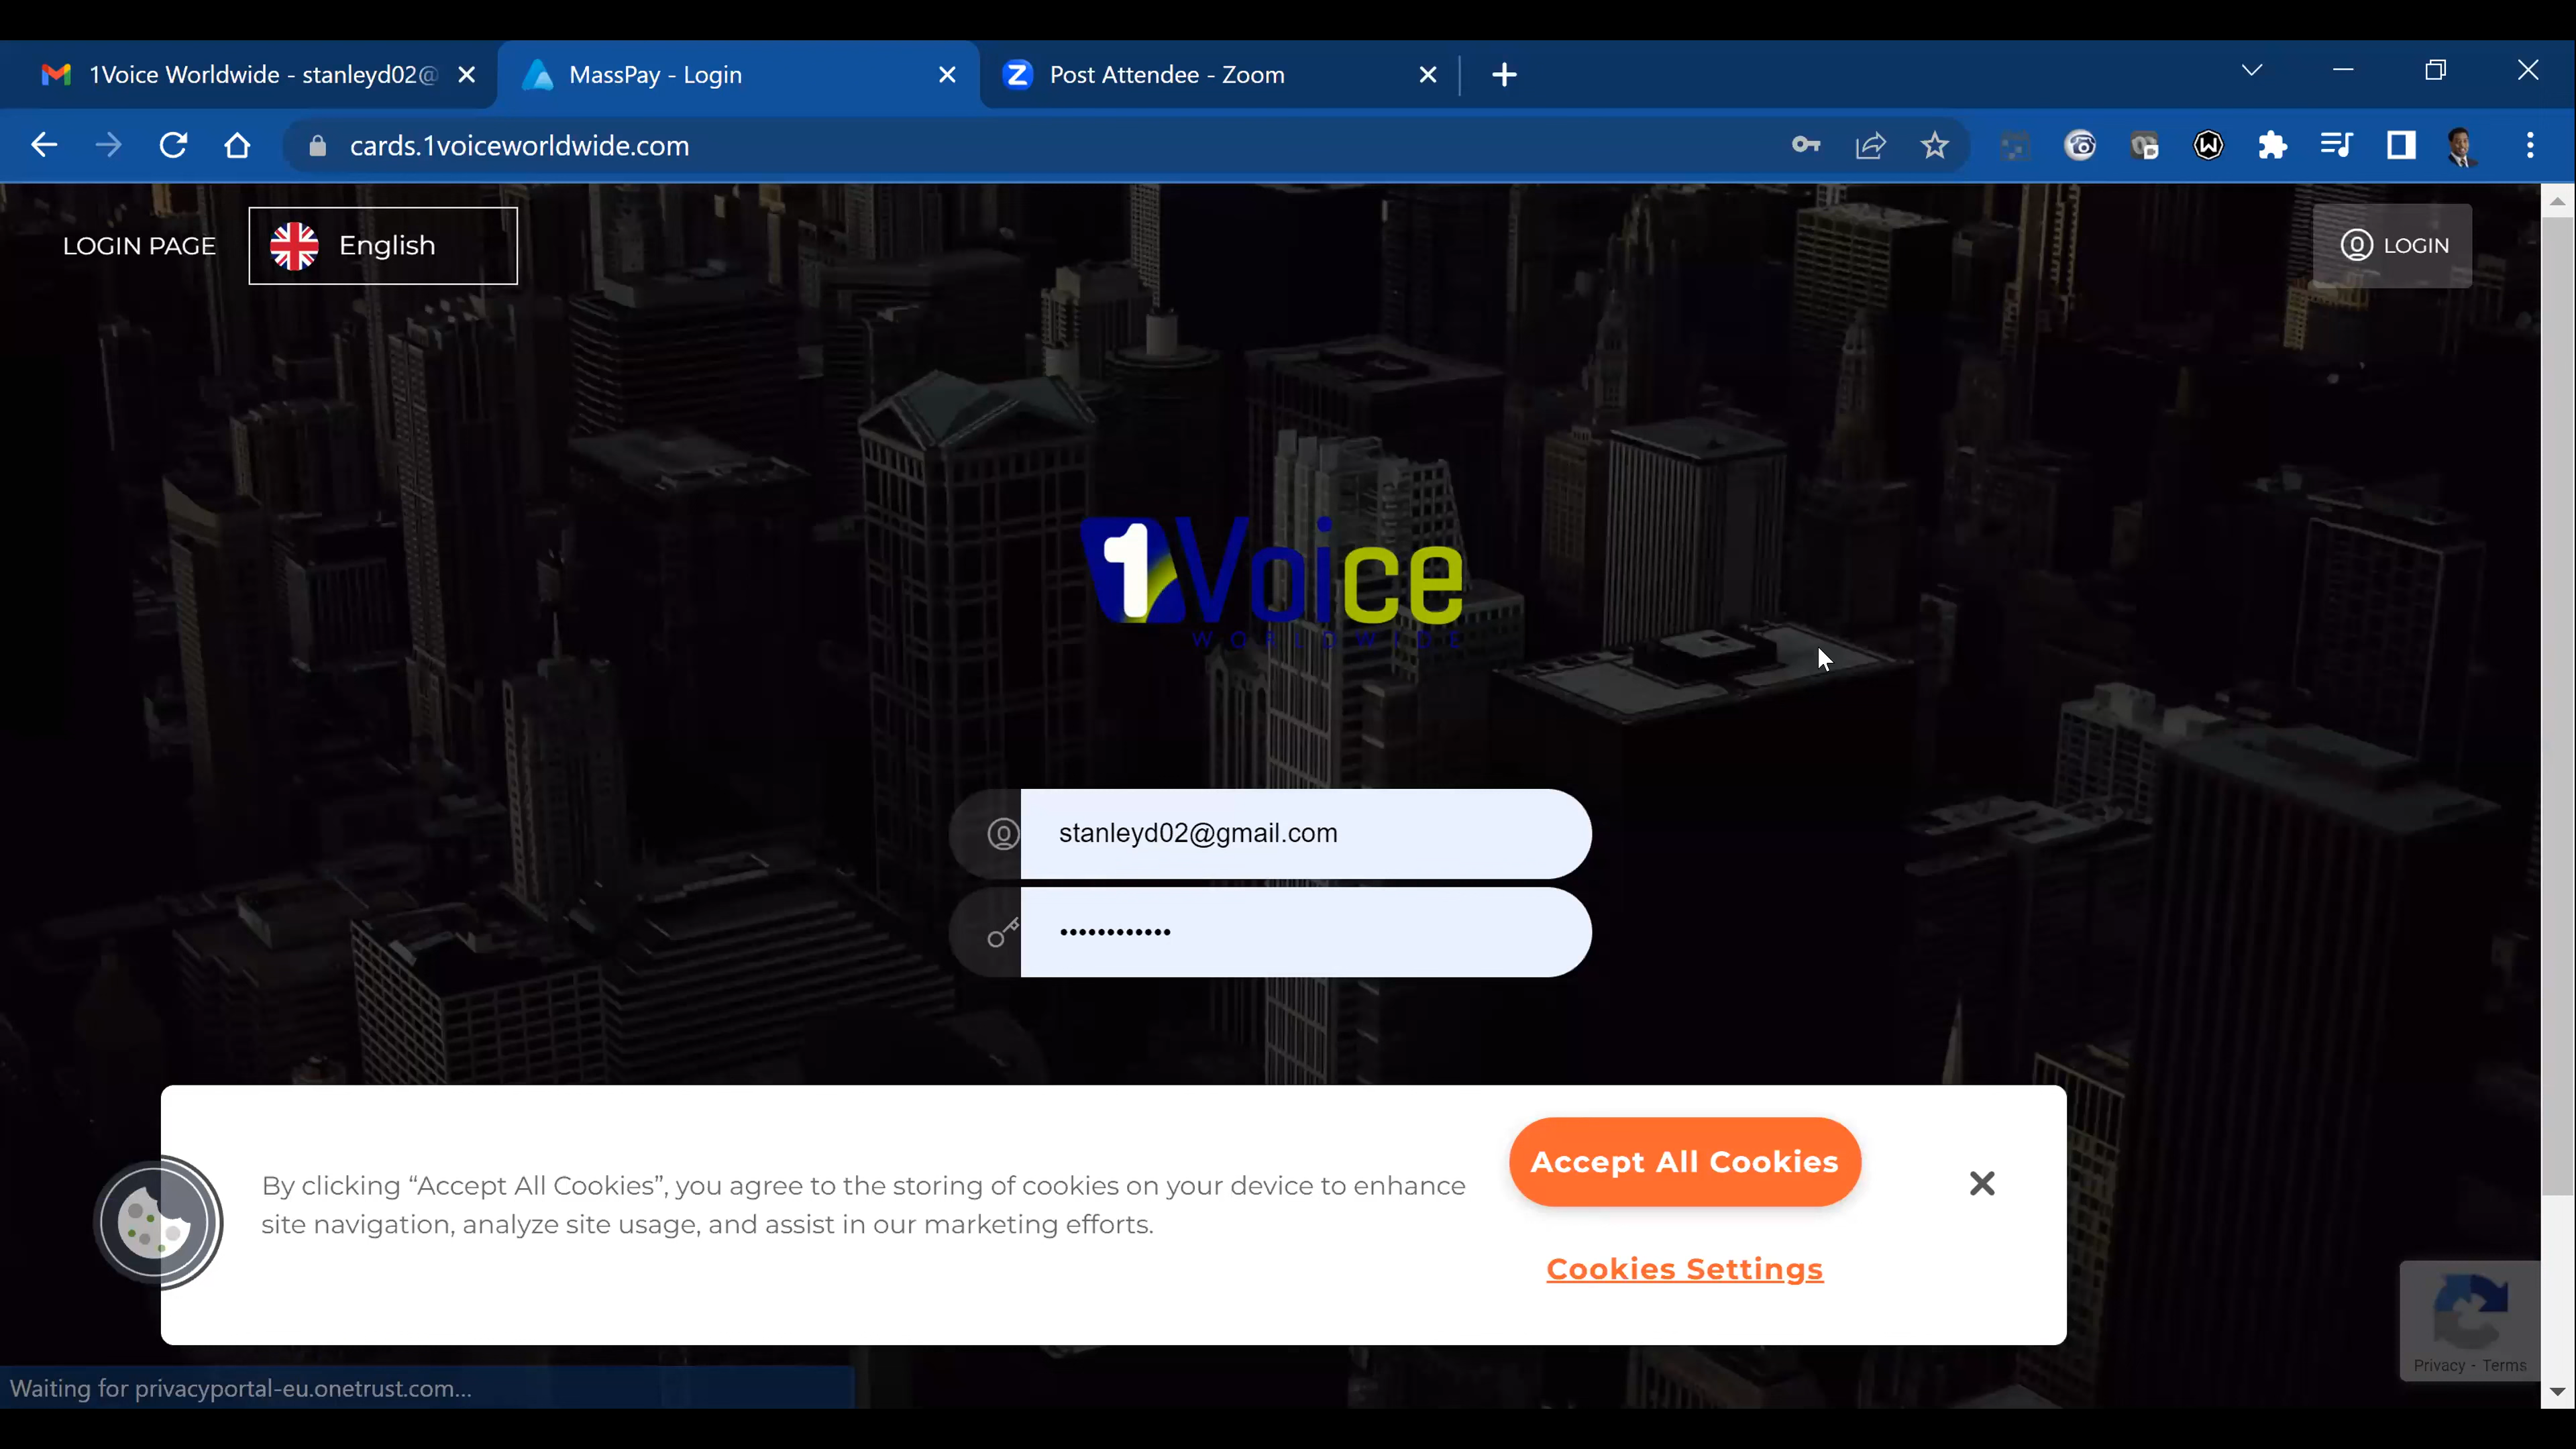 1Voice Worldwide - stanleyd02@
MassPay - Login
Post Attendee - Zoom
cards.1voiceworldwide.com
LOGIN PAGE
English
LOGIN
1Voice
WORLDWIDE
stanleyd02@gmail.com
••••••••••••
By clicking “Accept All Cookies”, you agree to the storing of cookies on your device to enhance
site navigation, analyze site usage, and assist in our marketing efforts.
Accept All Cookies
Cookies Settings
Privacy - Terms
Waiting for privacyportal-eu.onetrust.com...